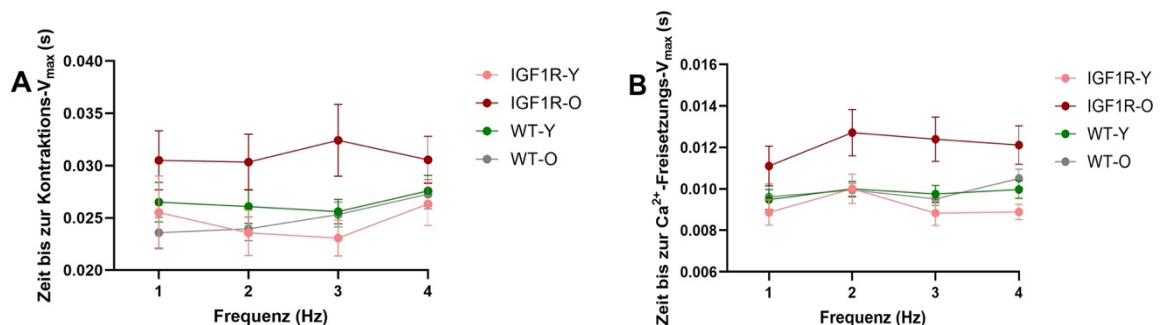 A
Zeit bis zur Kontraktions-Vmax (s)
0.040
0.035
0.030
0.025
0.020
1 2 3 4
Frequenz (Hz)
IGF1R-Y
IGF1R-O
WT-Y
WT-O
B
Zeit bis zur Ca2+-Freisetzungs-Vmax (s)
0.016
0.014
0.012
0.010
0.008
0.006
1 2 3 4
Frequenz (Hz)
IGF1R-Y
IGF1R-O
WT-Y
WT-O